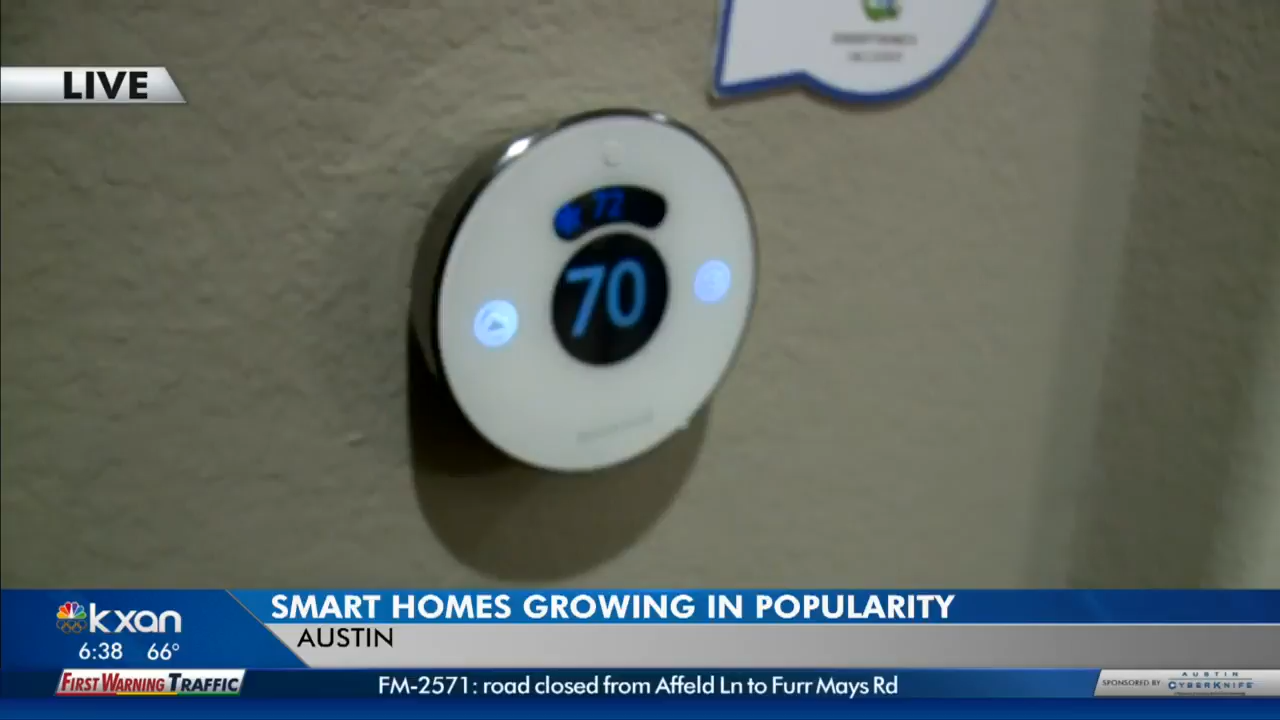 LIVE
72
70
SMART HOMES GROWING IN POPULARITY
kxan
AUSTIN
6:38 66°
FIRST WARNING TRAFFIC
FM-2571: road closed from Affeld Ln to Furr Mays Rd
SPONSORED BY
AUSTIN
CYBERKNIFE